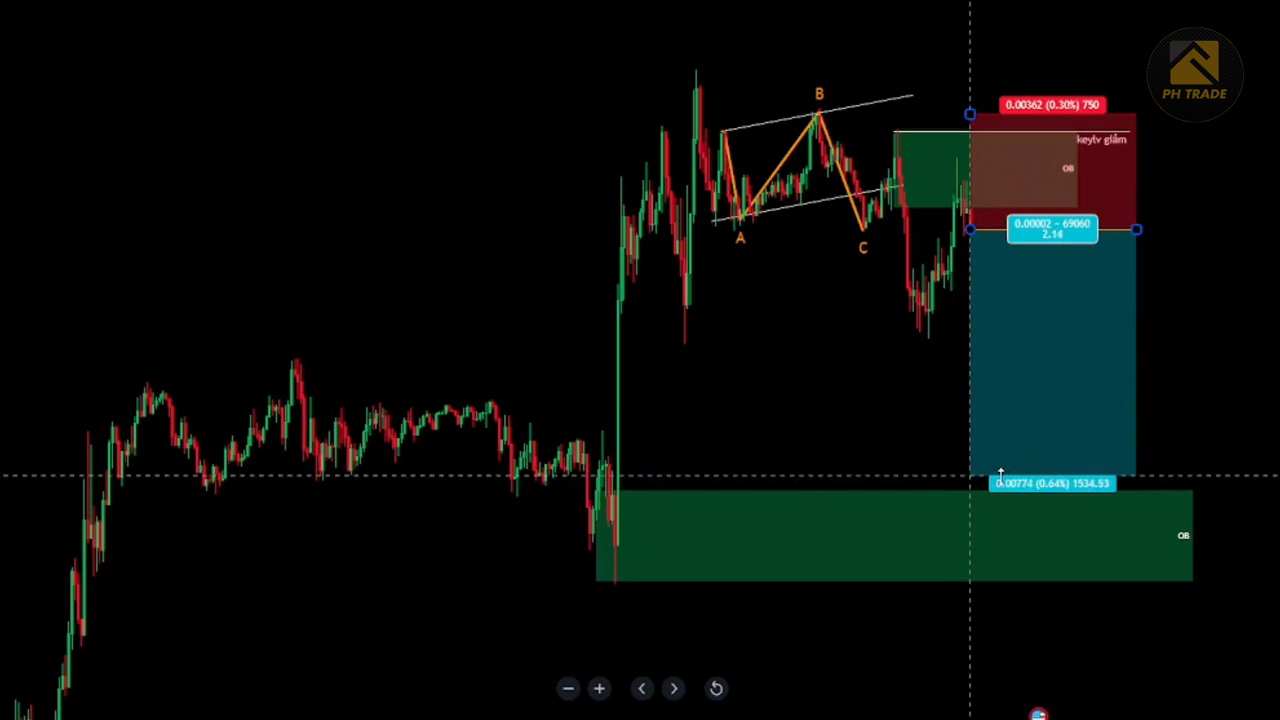 PH TRADE
B
0.00362 (0.30%) 750
keylv giảm
OB
0.00002 ~ 69060
2.14
A
C
0.00774 (0.64%) 1534.53
OB